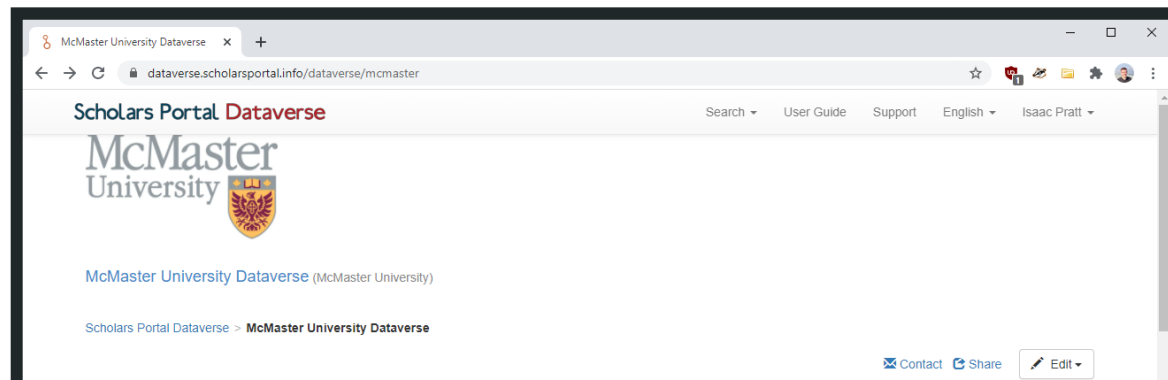 McMaster University Dataverse
dataverse.scholarsportal.info/dataverse/mcmaster
1
Scholars Portal Dataverse Search User Guide Support English Isaac Pratt
McMaster
University
McMaster University Dataverse (McMaster University)
Scholars Portal Dataverse > McMaster University Dataverse
Contact Share Edit